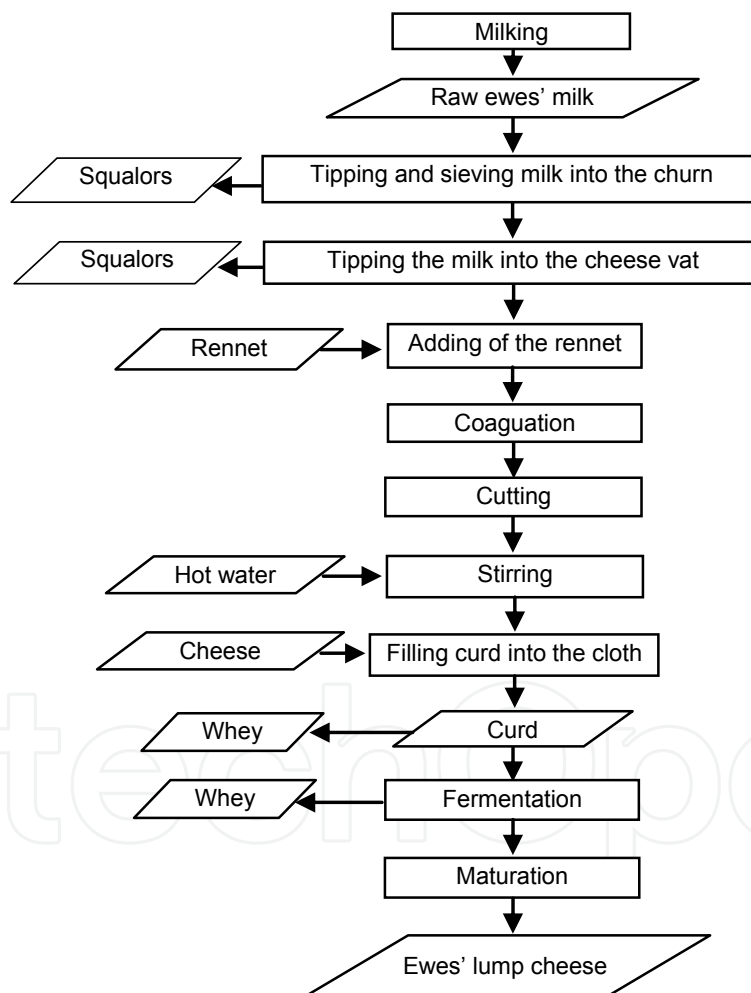 Milking
Raw ewes' milk
Squalors
Tipping and sieving milk into the churn
Squalors
Tipping the milk into the cheese vat
Rennet
Adding of the rennet
Coaguation
Cutting
Hot water
Stirring
Cheese
Filling curd into the cloth
Whey
Curd
Whey
Fermentation
Maturation
Ewes' lump cheese